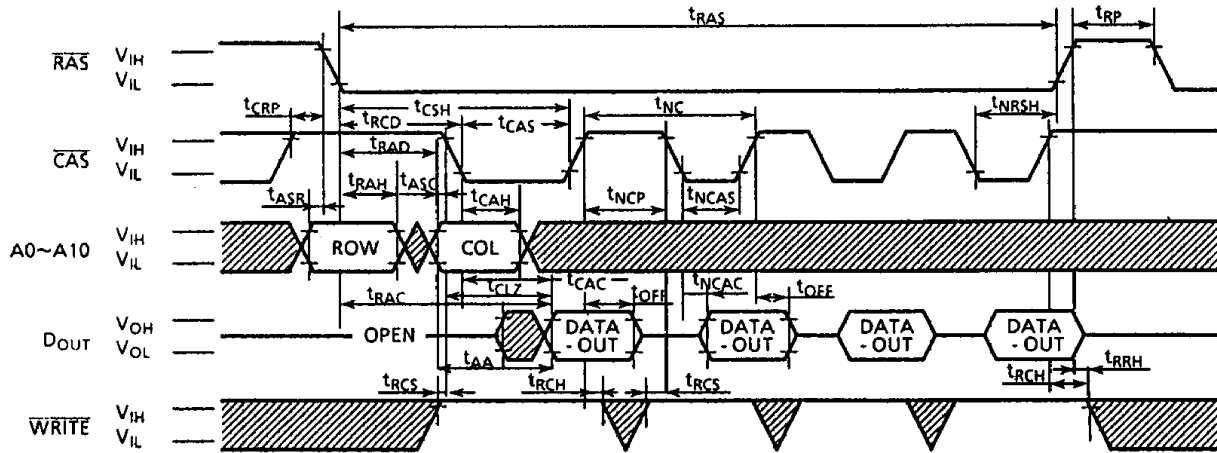 tRAS
tRP
RAS
VIH
VIL
tCRP
tCSH
tNC
tNRSH
tRCD
tCAS
CAS
VIH
VIL
tRAD
tRAH
tASC
tASR
tCAH
tNCP
tNCAS
A0~A10
VIH
VIL
ROW
COL
tCAC
tOFF
tNCAC
tOFF
tCLZ
tRAC
DOUT
VOH
VOL
OPEN
DATA
-OUT
DATA
-OUT
DATA
-OUT
DATA
-OUT
tAA
tRRH
tRCS
tRCH
tRCS
tRCH
WRITE
VIH
VIL